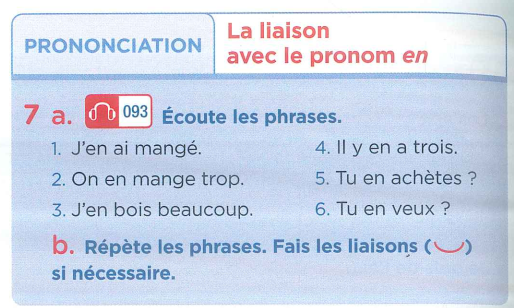 PRONONCIATION
La liaison
avec le pronom en
7 a. 093 Écoute les phrases.
1. J'en ai mangé.
4. Il y en a trois.
2. On en mange trop.
5. Tu en achètes ?
3. J'en bois beaucoup.
6. Tu en veux ?
b. Répète les phrases. Fais les liaisons (‿)
si nécessaire.